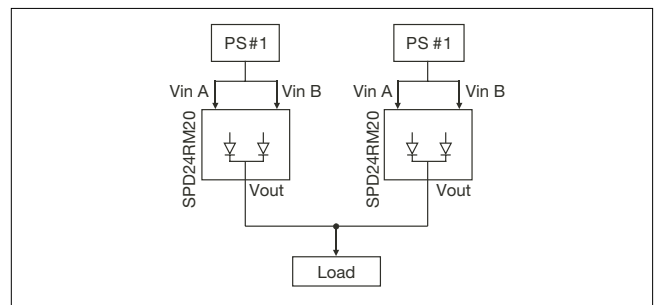 PS#1
PS #1
Vin A
Vin B
Vin A
Vin B
SPD24RM20
SPD24RM20
Vout
Vout
Load